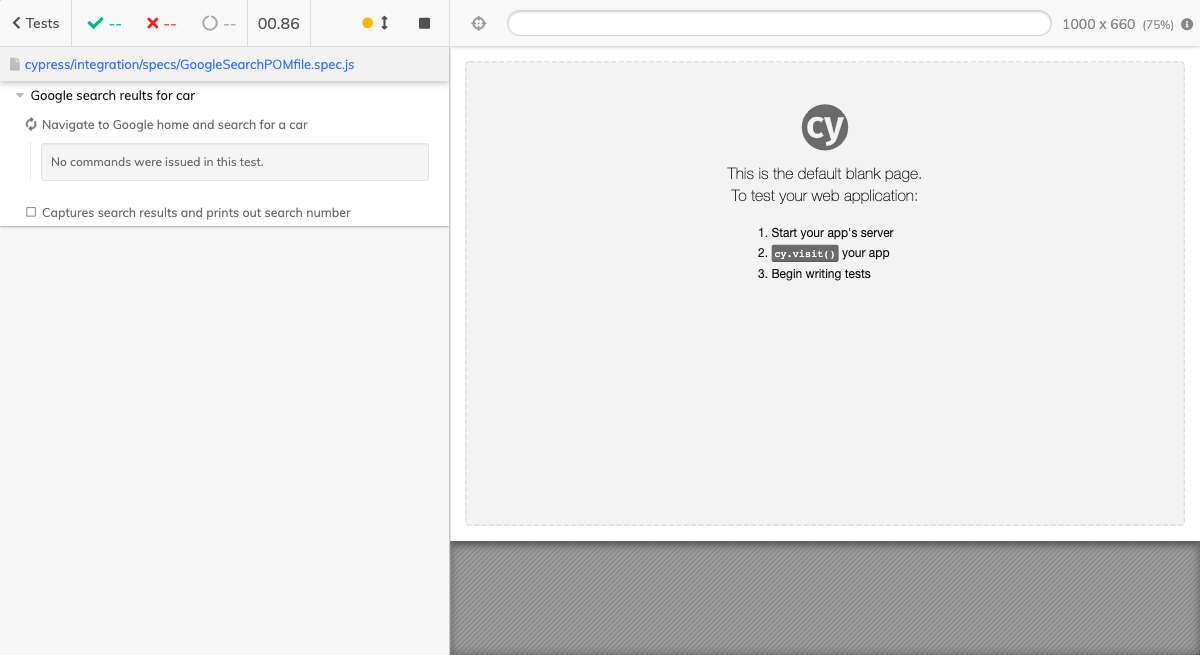 Tests
--
--
--
00.86
1000 x 660 (75%)
cypress/integration/specs/GoogleSearchPOMfile.spec.js
Google search reults for car
Navigate to Google home and search for a car
No commands were issued in this test.
Captures search results and prints out search number
cy
This is the default blank page.
To test your web application:
1. Start your app's server
2. cy.visit() your app
3. Begin writing tests